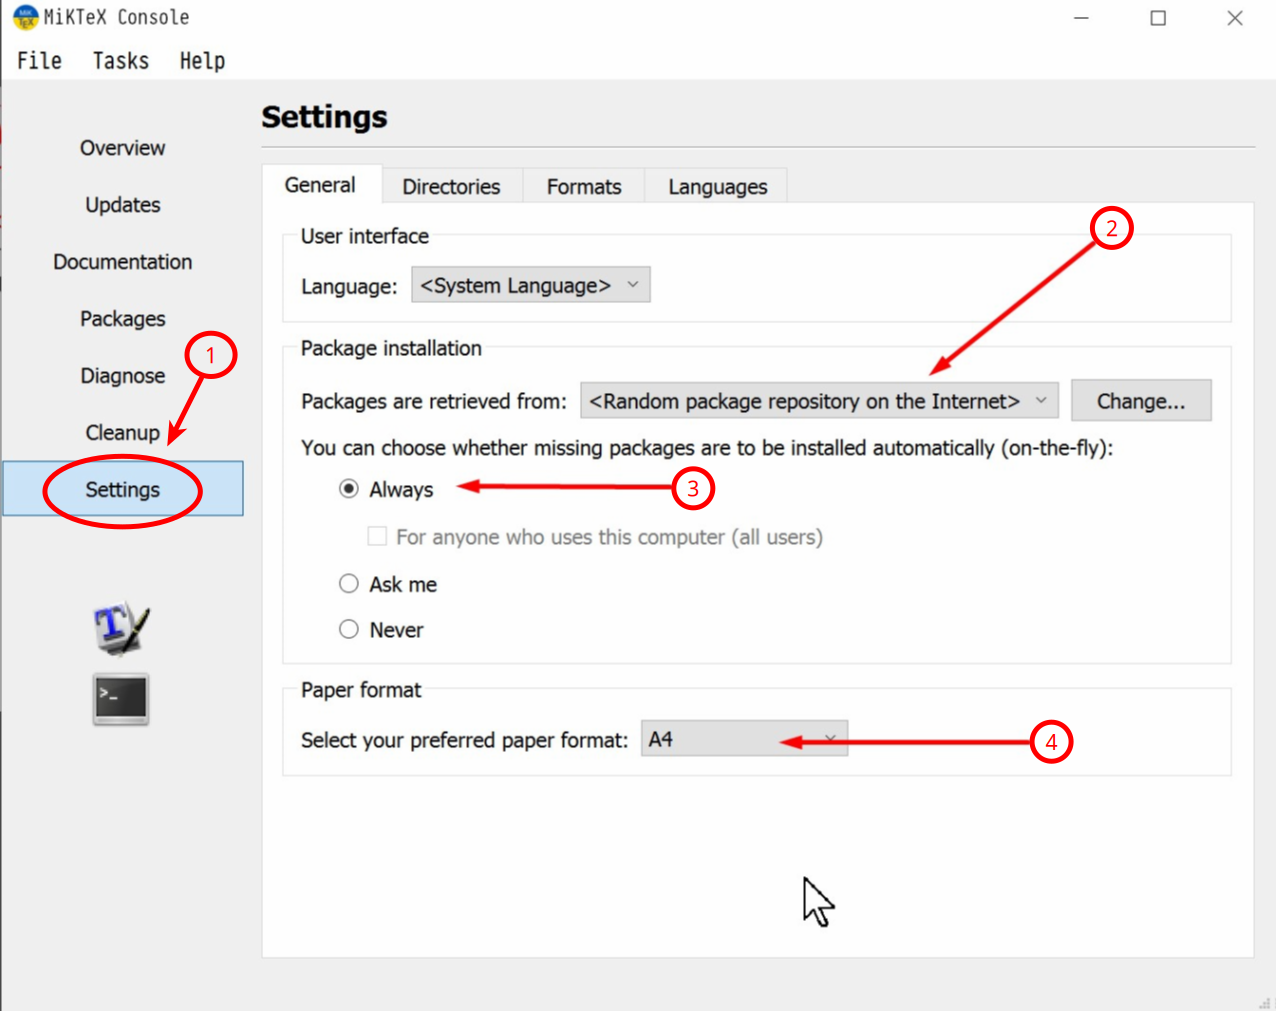 MiKTeX Console
File Tasks Help
Settings
Overview
Updates
Documentation
Packages
Diagnose
Cleanup
Settings
General Directories Formats Languages
User interface
Language: <System Language>
Package installation
Packages are retrieved from: <Random package repository on the Internet> Change...
You can choose whether missing packages are to be installed automatically (on-the-fly):
Always
For anyone who uses this computer (all users)
Ask me
Never
Paper format
Select your preferred paper format: A4
1
2
3
4
MiK
TeX
T
>_